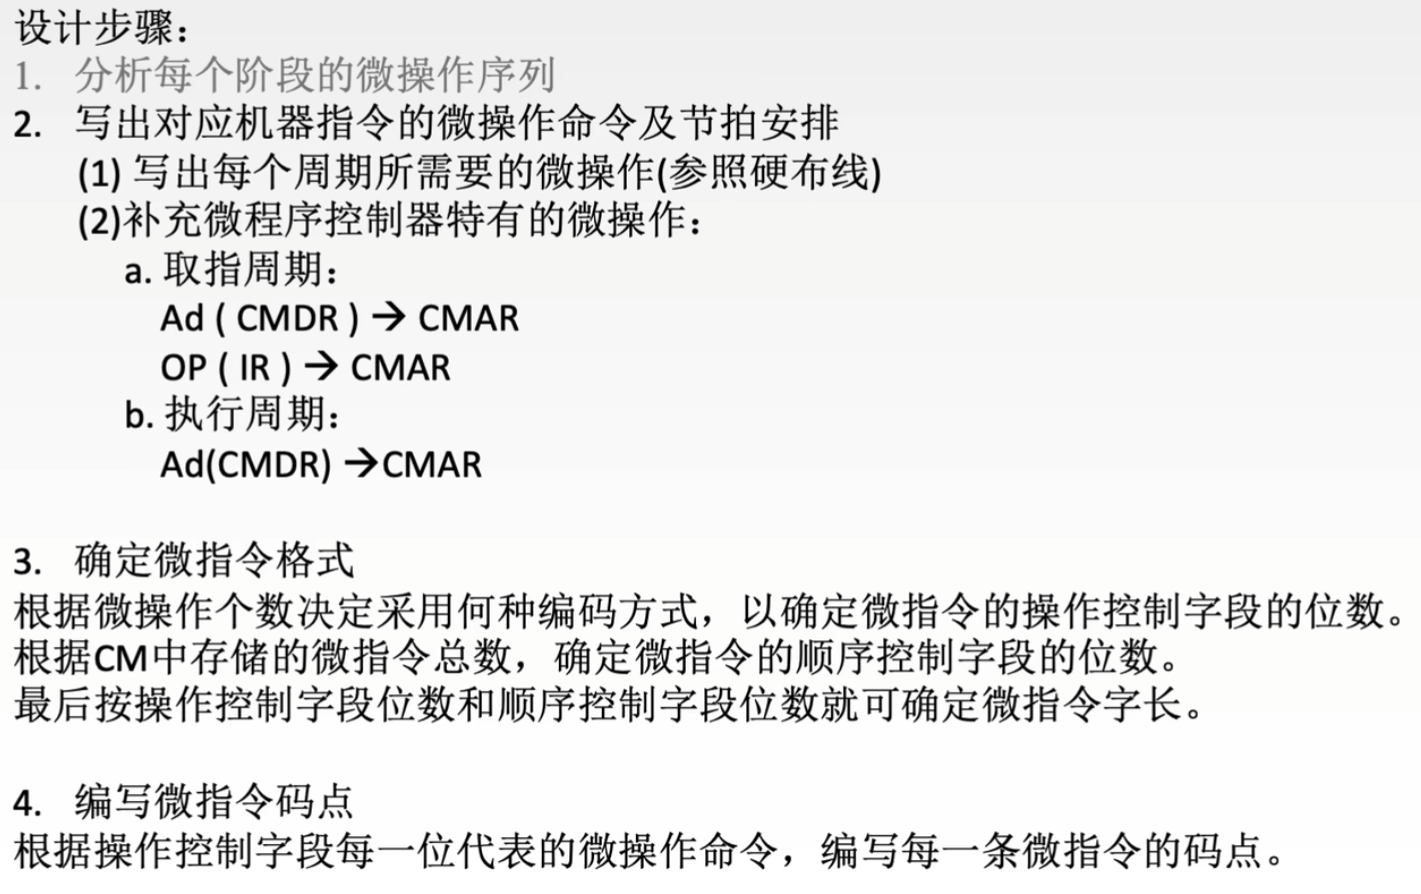 设计步骤：
1. 分析每个阶段的微操作序列
2. 写出对应机器指令的微操作命令及节拍安排
(1) 写出每个周期所需要的微操作(参照硬布线)
(2)补充微程序控制器特有的微操作：
a. 取指周期：
Ad ( CMDR ) → CMAR
OP ( IR ) → CMAR
b. 执行周期：
Ad(CMDR) →CMAR
3. 确定微指令格式
根据微操作个数决定采用何种编码方式，以确定微指令的操作控制字段的位数。
根据CM中存储的微指令总数，确定微指令的顺序控制字段的位数。
最后按操作控制字段位数和顺序控制字段位数就可确定微指令字长。
4. 编写微指令码点
根据操作控制字段每一位代表的微操作命令，编写每一条微指令的码点。